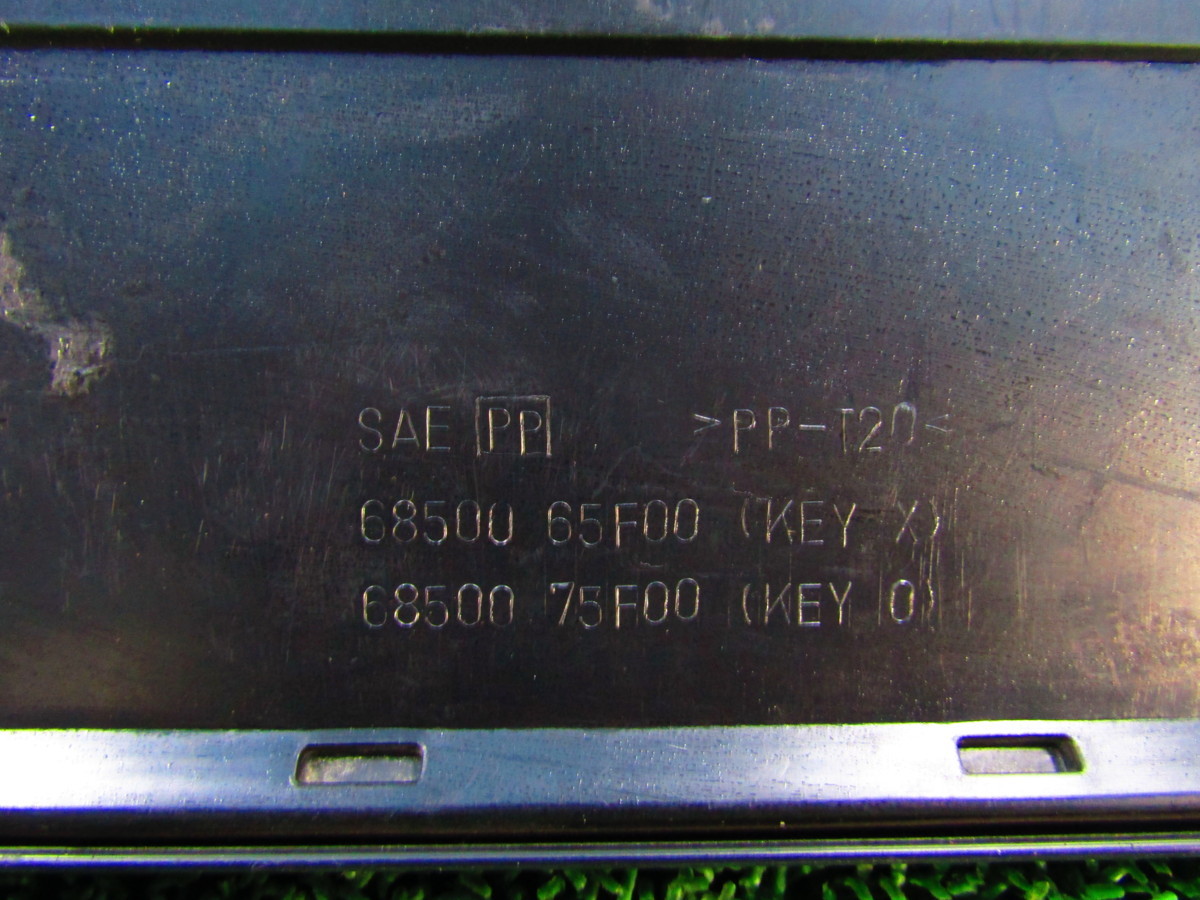 SAE PP >PP-T20<
68500 65F00 (KEY X)
68500 75F00 (KEY O)